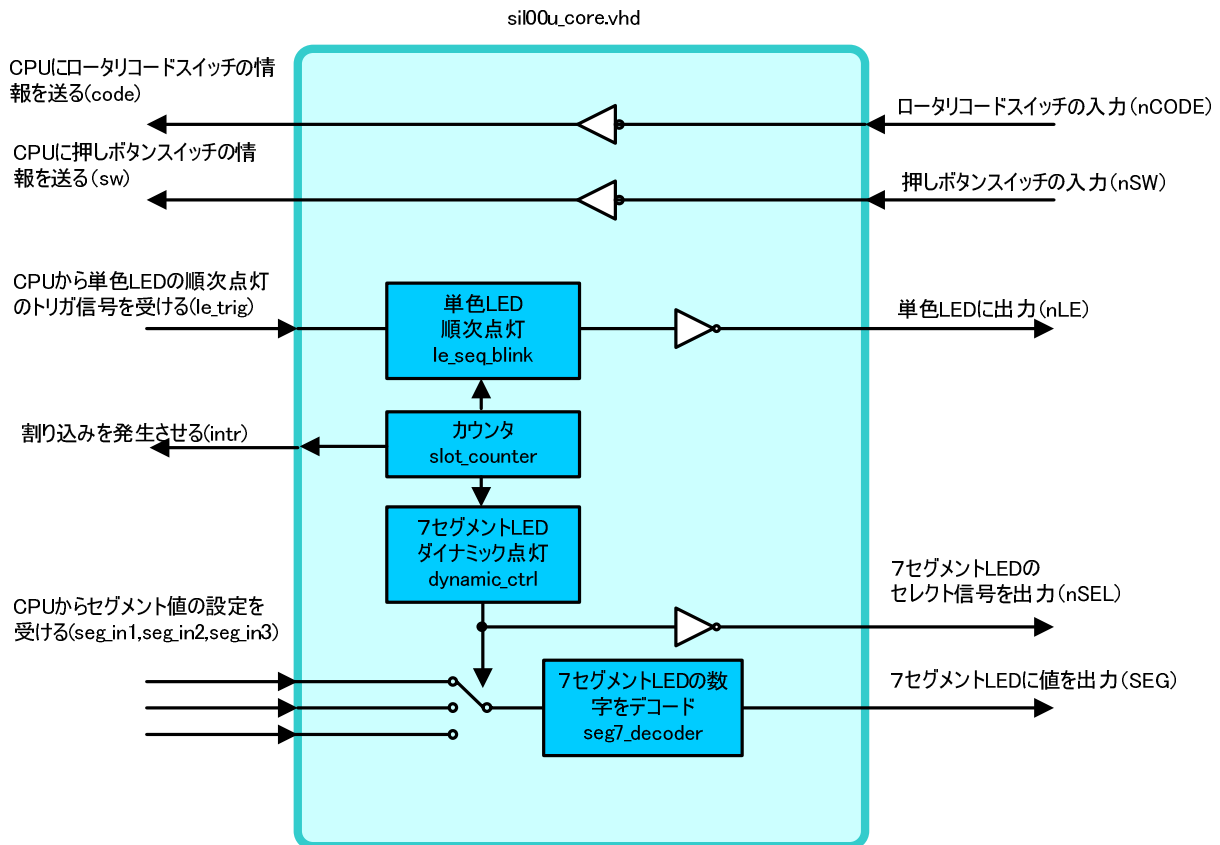 sil00u_core.vhd
CPUにロータリコードスイッチの情
報を送る(code)
ロータリコードスイッチの入力(nCODE)
CPUに押しボタンスイッチの情
報を送る(sw)
押しボタンスイッチの入力(nSW)
CPUから単色LEDの順次点灯
のトリガ信号を受ける(le_trig)
単色LED
順次点灯
le_seq_blink
単色LEDに出力(nLE)
割り込みを発生させる(intr)
カウンタ
slot_counter
7セグメントLED
ダイナミック点灯
dynamic_ctrl
7セグメントLEDの
セレクト信号を出力(nSEL)
CPUからセグメント値の設定を
受ける(seg_in1,seg_in2,seg_in3)
7セグメントLEDの数
字をデコード
seg7_decoder
7セグメントLEDに値を出力(SEG)